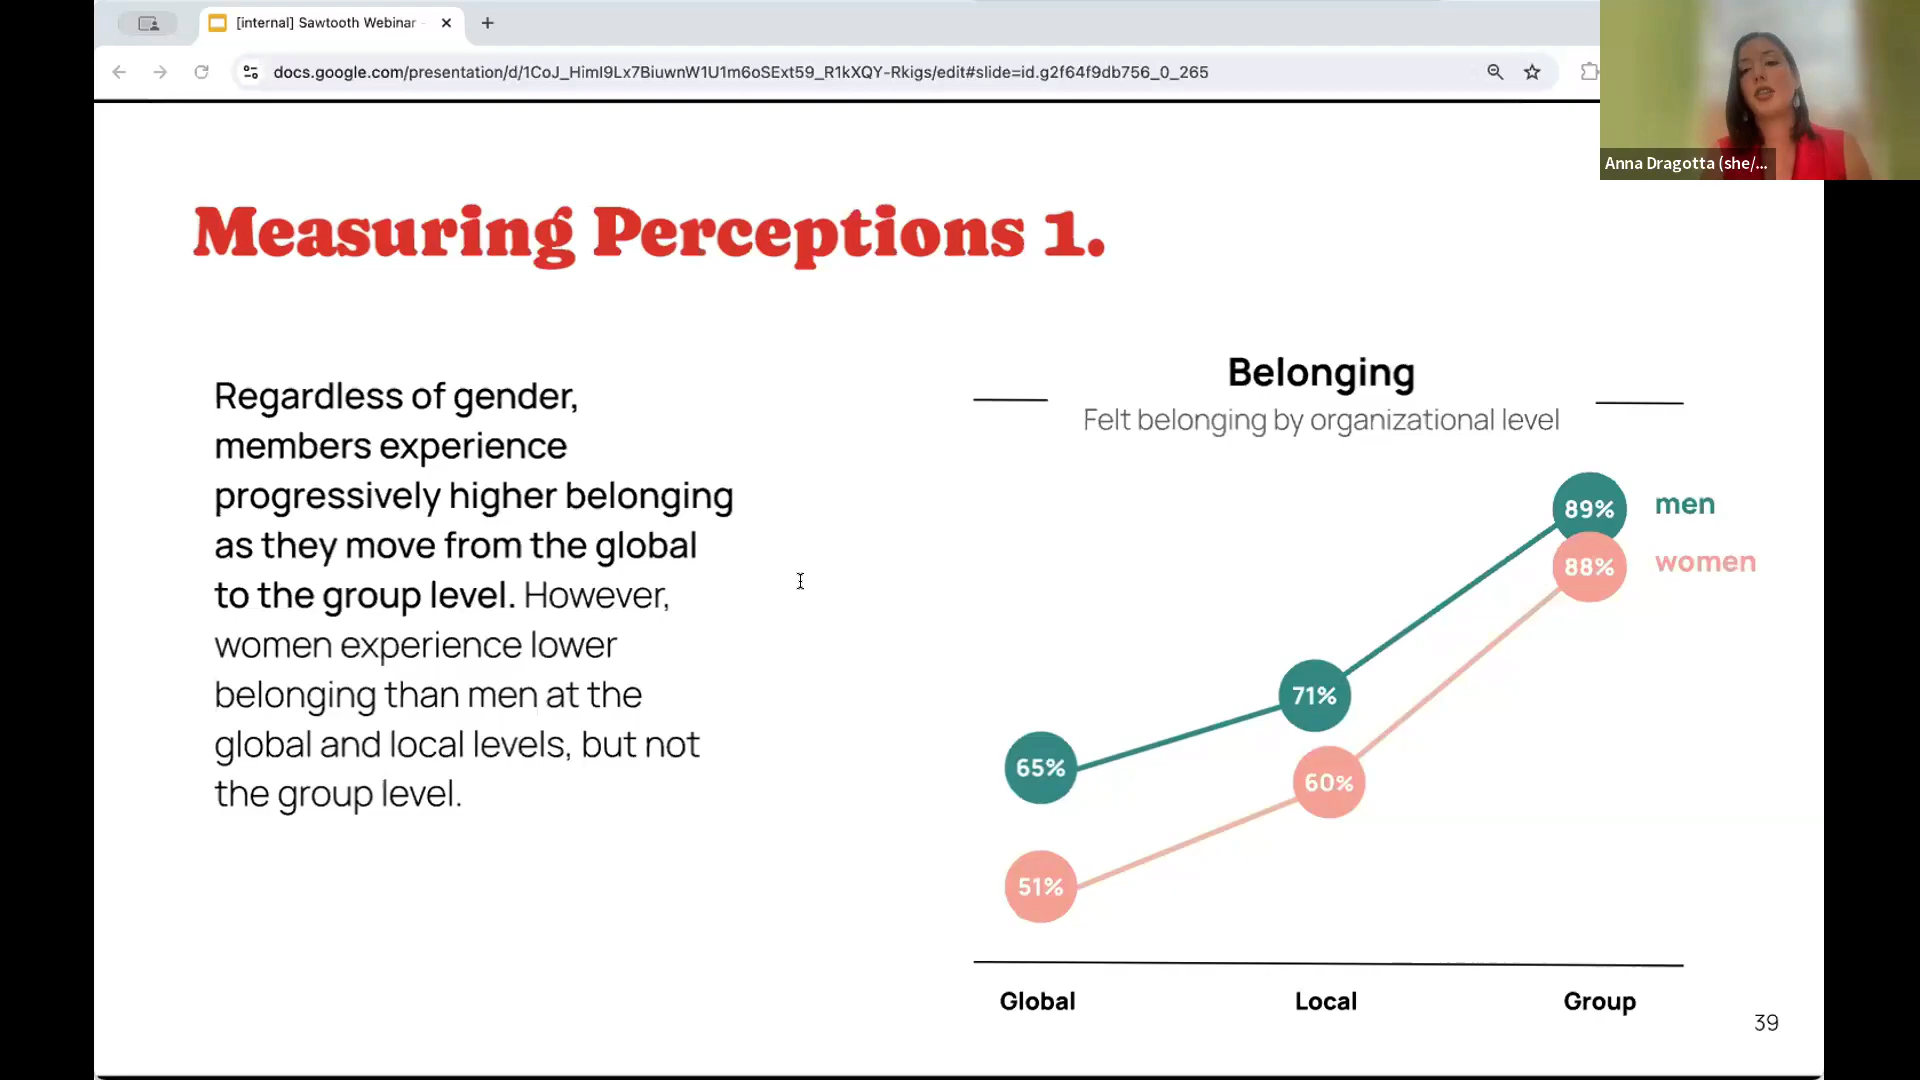 [internal] Sawtooth Webinar
docs.google.com/presentation/d/1CoJ_HimI9Lx7BiuwnW1U1m6oSExt59_R1kXQY-Rkigs/edit#slide=id.g2f64f9db756_0_265
Anna Dragotta (she/...
Measuring Perceptions 1.
Regardless of gender,
members experience
progressively higher belonging
as they move from the global
to the group level. However,
women experience lower
belonging than men at the
global and local levels, but not
the group level.
Belonging
Felt belonging by organizational level
89%
men
88%
women
71%
65%
60%
51%
Global
Local
Group
39